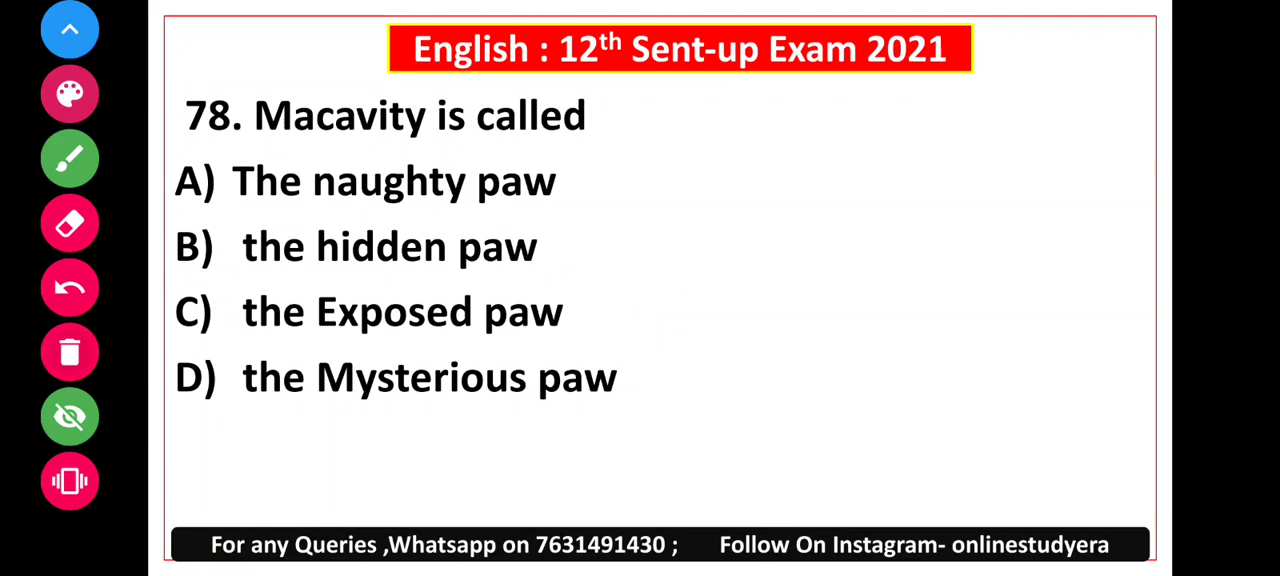 English : 12th Sent-up Exam 2021
78. Macavity is called
A) The naughty paw
B) the hidden paw
C) the Exposed paw
D) the Mysterious paw
For any Queries ,Whatsapp on 7631491430 ; Follow On Instagram- onlinestudyera